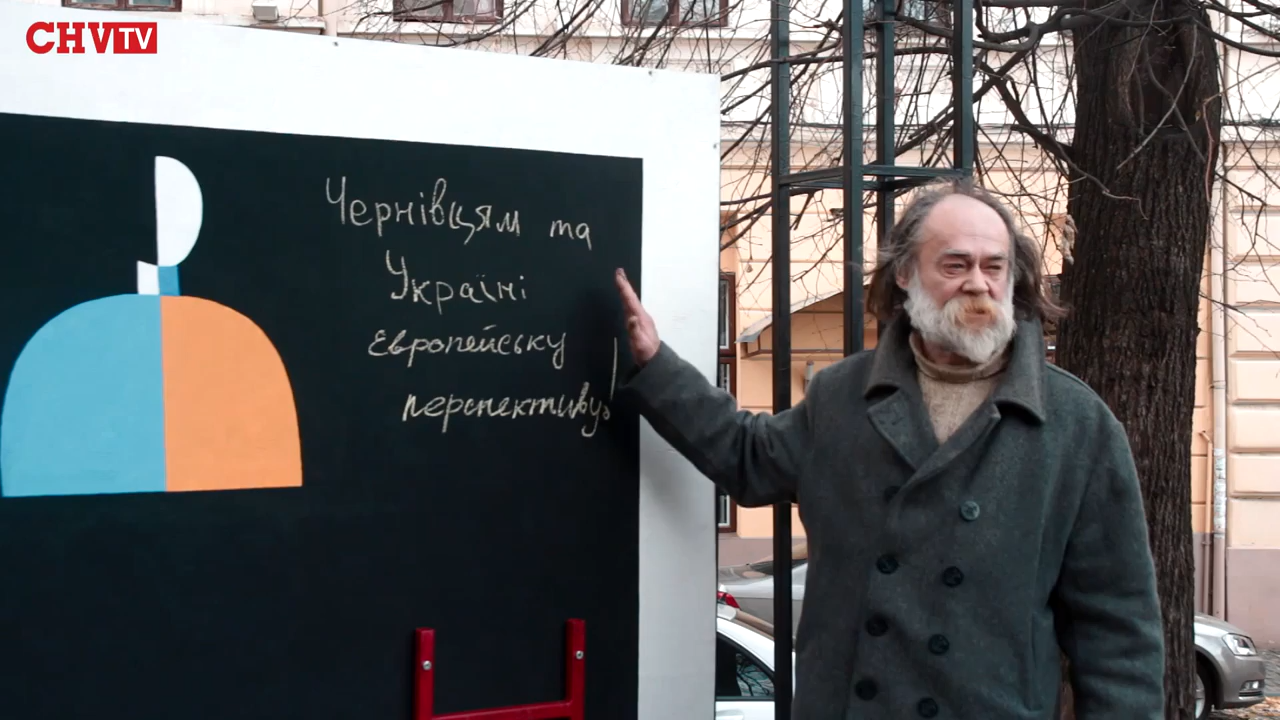 CHVTV
Чернівцям та
Україні
європейську
перспективу!